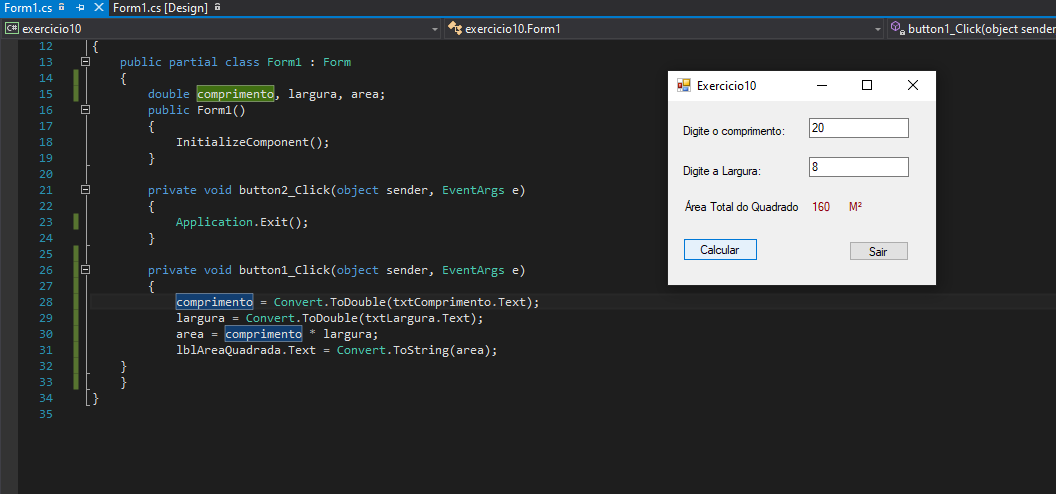 Form1.cs Form1.cs [Design]
C# exercicio10 exercicio10.Form1 button1_Click(object sender
12 {
13 public partial class Form1 : Form
14 {
15 double comprimento, largura, area;
16 public Form1()
17 {
18 InitializeComponent();
19 }
20
21 private void button2_Click(object sender, EventArgs e)
22 {
23 Application.Exit();
24 }
25
26 private void button1_Click(object sender, EventArgs e)
27 {
28 comprimento = Convert.ToDouble(txtComprimento.Text);
29 largura = Convert.ToDouble(txtLargura.Text);
30 area = comprimento * largura;
31 lblAreaQuadrada.Text = Convert.ToString(area);
32 }
33 }
34 }
35
Exercicio10
Digite o comprimento: 20
Digite a Largura: 8
Área Total do Quadrado 160 M²
Calcular Sair